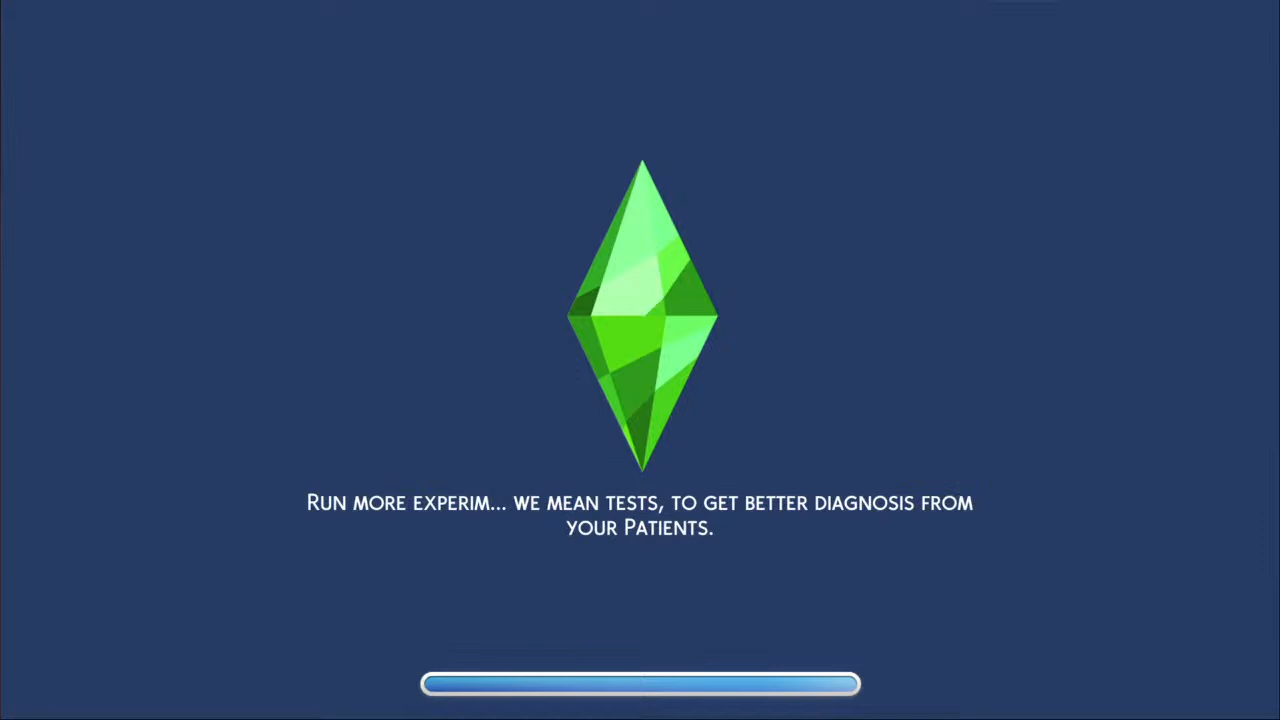 Run more experim... we mean tests, to get better diagnosis from
your Patients.